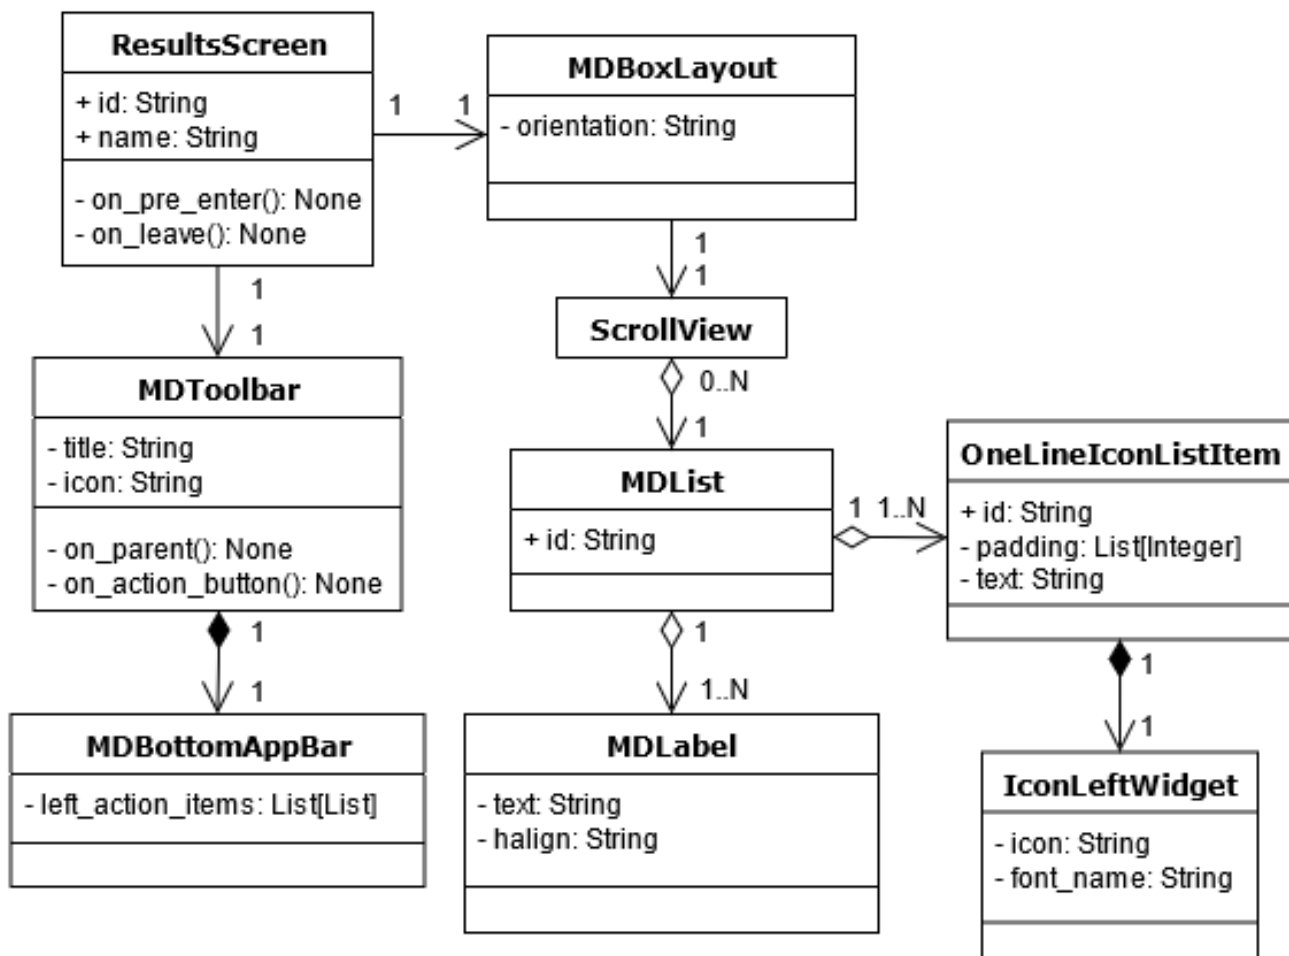 ResultsScreen
+ id: String
+ name: String
- on_pre_enter(): None
- on_leave(): None
1 1
MDBoxLayout
- orientation: String
1
1
1
1
ScrollView
0..N
1
MDToolbar
- title: String
- icon: String
- on_parent(): None
- on_action_button(): None
1
1
MDBottomAppBar
- left_action_items: List[List]
MDList
+ id: String
1 1..N
1
1..N
MDLabel
- text: String
- halign: String
OneLineIconListItem
+ id: String
- padding: List[Integer]
- text: String
1
1
IconLeftWidget
- icon: String
- font_name: String